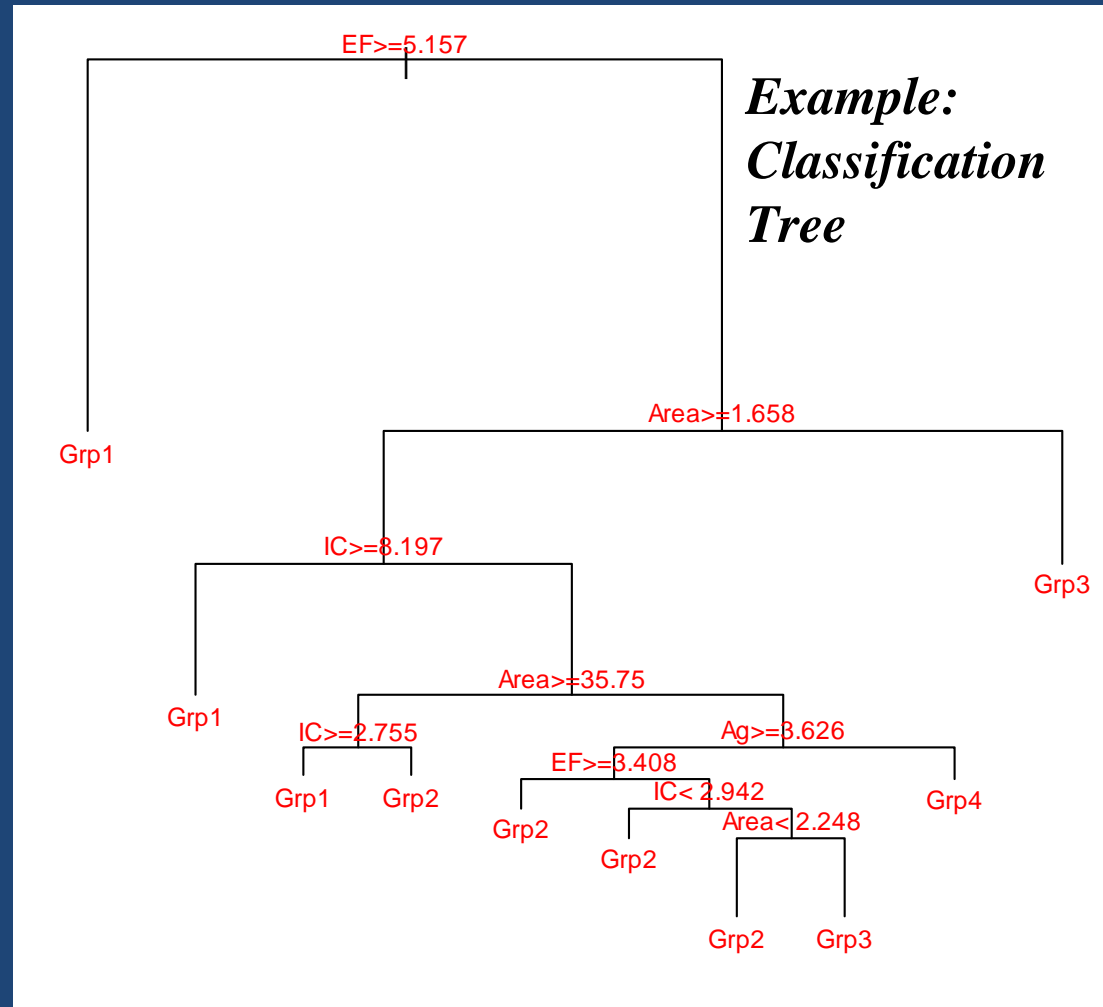 EF>=5.157
Example:
Classification
Tree
Area>=1.658
Grp1
IC>=8.197
Grp3
Area>=35.75
Grp1
IC>=2.755
Ag>=3.626
EF>=3.408
IC< 2.942
Grp1
Grp2
Grp4
Area< 2.248
Grp2
Grp2
Grp2
Grp3